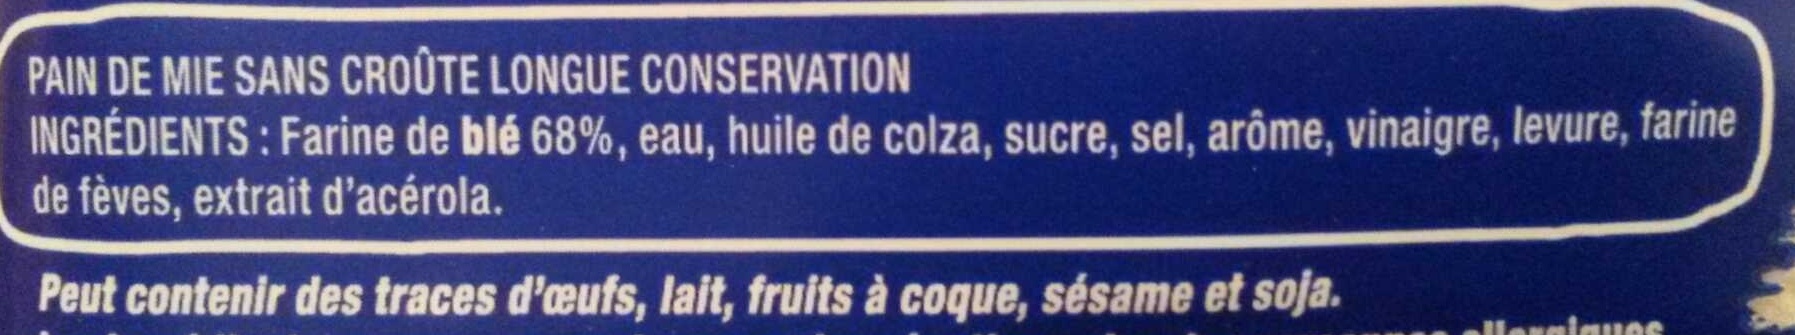 PAIN DE MIE SANS CROÛTE LONGUE CONSERVATION
INGRÉDIENTS : Farine de blé 68%, eau, huile de colza, sucre, sel, arôme, vinaigre, levure, farine
de fèves, extrait d'acérola.
Peut contenir des traces d'œufs, lait, fruits à coque, sésame et soja.
allergiques